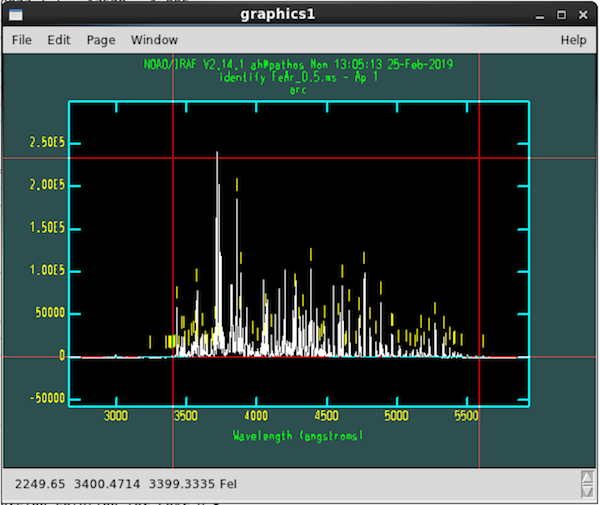 graphics1
File Edit Page Window Help
NOAO/IRAF V2.14.1 ah@pathos Mon 13:05:13 25-Feb-2019
identify FeAr_0.5.ms - Ap 1
arc
2.50E5
2.00E5
1.50E5
1.00E5
50000
0
-50000
3000 3500 4000 4500 5000 5500
Wavelength (angstroms)
2249.65 3400.4714 3399.3335 FeI